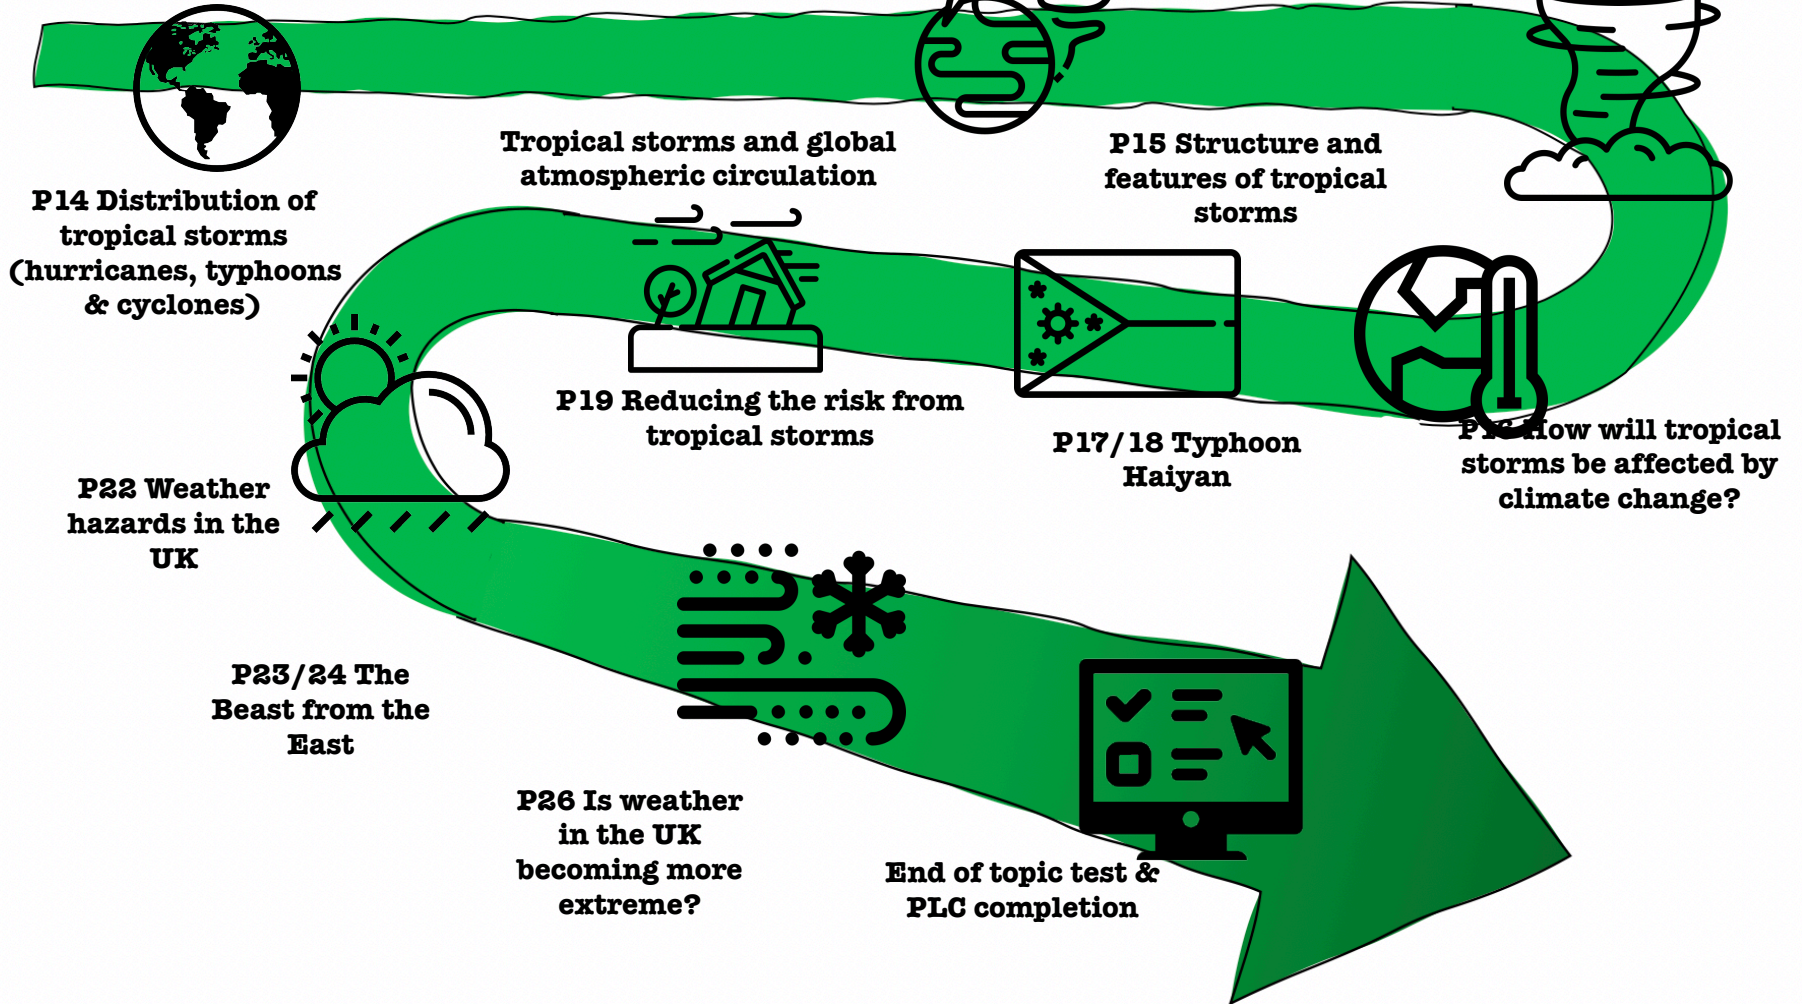 P14 Distribution of
tropical storms
(hurricanes, typhoons
& cyclones)
Tropical storms and global
atmospheric circulation
P15 Structure and
features of tropical
storms
P16 How will tropical
storms be affected by
climate change?
P17/18 Typhoon
Haiyan
P19 Reducing the risk from
tropical storms
P22 Weather
hazards in the
UK
P23/24 The
Beast from the
East
P26 Is weather
in the UK
becoming more
extreme?
End of topic test &
PLC completion